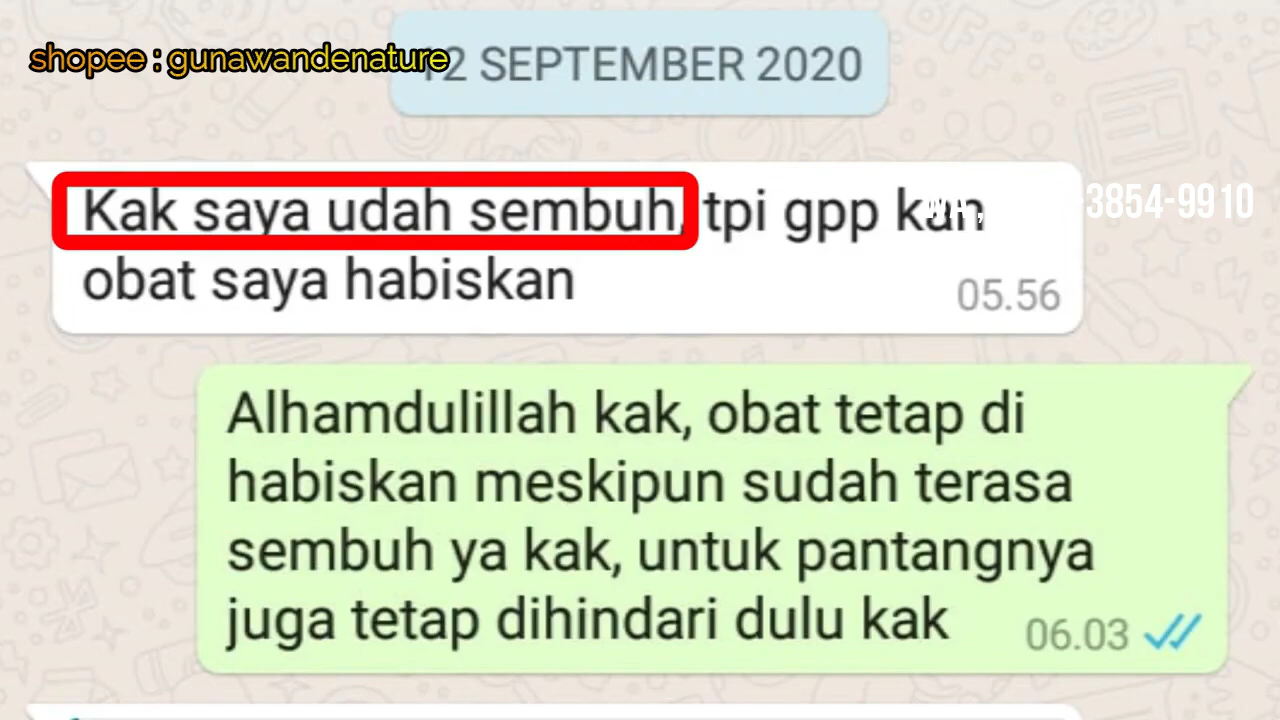 shopee : gunawandenature
12 SEPTEMBER 2020
Kak saya udah sembuh, tpi gpp kan
3854-9910
obat saya habiskan
05.56
Alhamdulillah kak, obat tetap di
habiskan meskipun sudah terasa
sembuh ya kak, untuk pantangnya
juga tetap dihindari dulu kak
06.03